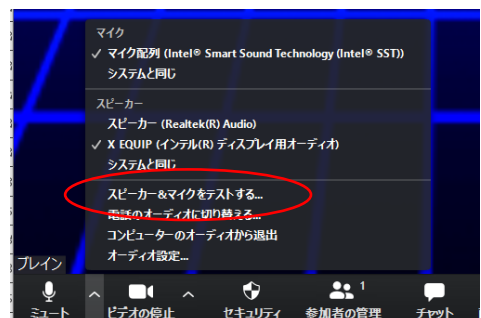 マイク
✓ マイク配列 (Intel® Smart Sound Technology (Intel® SST))
システムと同じ
スピーカー
スピーカー (Realtek(R) Audio)
✓ X EQUIP (インテル(R) ディスプレイ用オーディオ)
システムと同じ
スピーカー&マイクをテストする...
電話のオーディオに切り替える...
コンピューターのオーディオから退出
オーディオ設定...
ブレイン
1
ミュート ビデオの停止 セキュリティ 参加者の管理 チャット